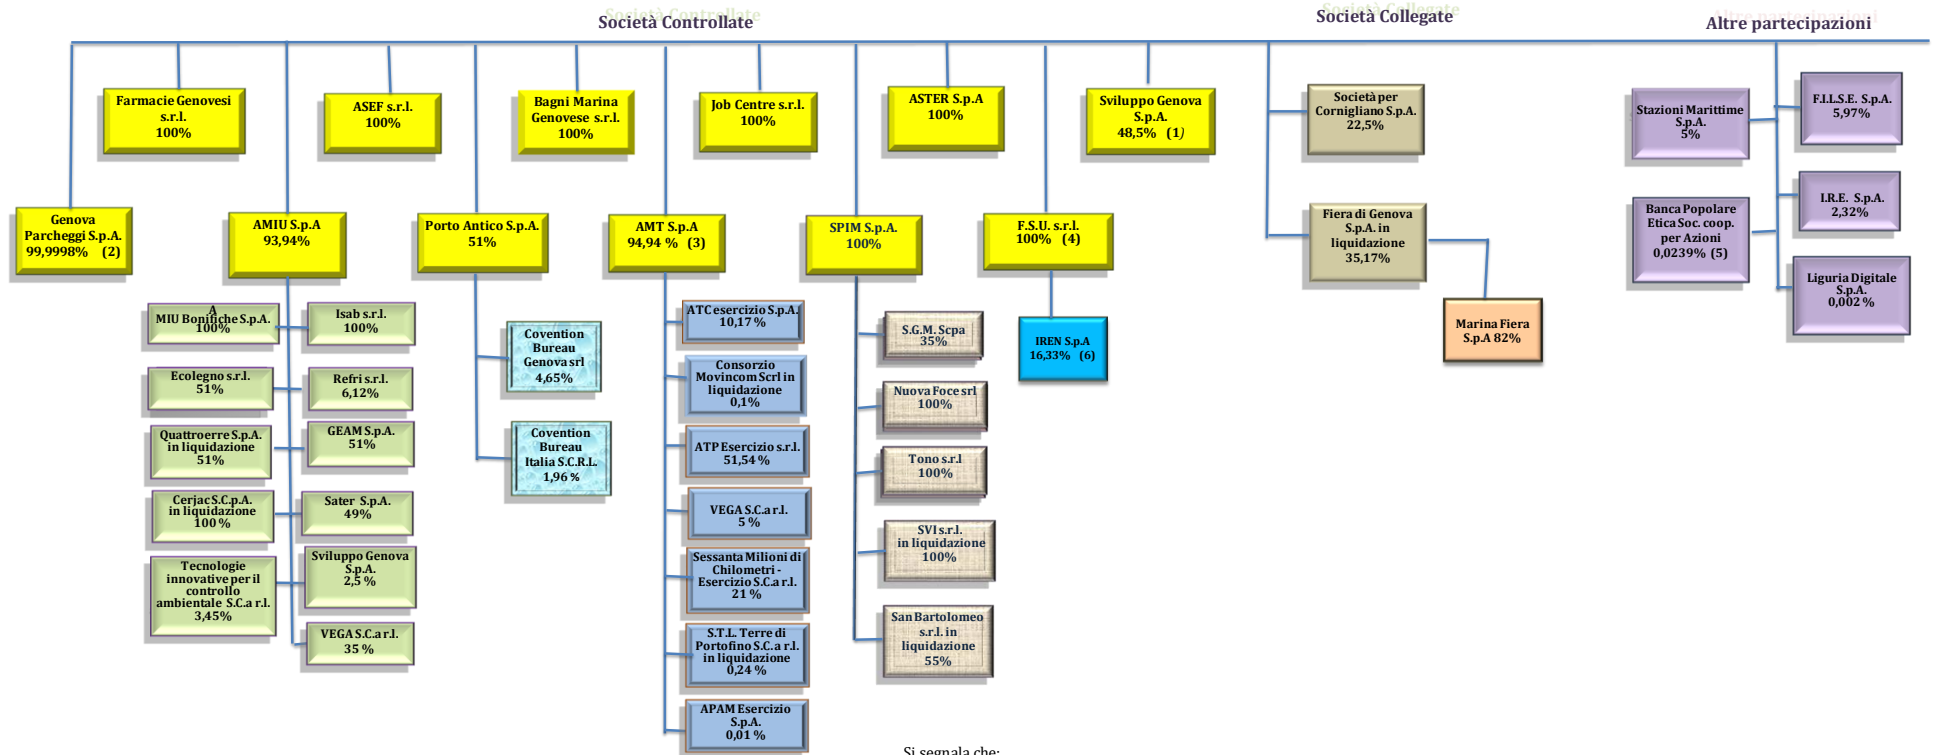 Società Controllate
Società Collegate
Altre partecipazioni
Farmacie Genovesi
s.r.l.
100%
ASEF s.r.l.
100%
Bagni Marina
Genovese s.r.l.
100%
Job Centre s.r.l.
100%
ASTER S.p.A
100%
Sviluppo Genova
S.p.A.
48,5% (1)
Società per
Cornigliano S.p.A.
22,5%
Stazioni Marittime
S.p.A.
5%
F.I.L.S.E. S.p.A.
5,97%
Genova
Parcheggi S.p.A.
99,9998% (2)
AMIU S.p.A
93,94%
Porto Antico S.p.A.
51%
AMT S.p.A
94,94 % (3)
SPIM S.p.A.
100%
F.S.U. s.r.l.
100% (4)
Fiera di Genova
S.p.A. in
liquidazione
35,17%
Banca Popolare
Etica Soc. coop.
per Azioni
0,0239% (5)
I.R.E. S.p.A.
2,32%
Liguria Digitale
S.p.A.
0,002 %
A
MIU Bonifiche S.p.A.
100%
Isab s.r.l.
100%
Ecolegno s.r.l.
51%
Refri s.r.l.
6,12%
Quattroerre S.p.A.
in liquidazione
51%
GEAM S.p.A.
51%
Cerjac S.C.p.A.
in liquidazione
100 %
Sater S.p.A.
49%
Tecnologie
innovative per il
controllo
ambientale S.C.a r.l.
3,45%
Sviluppo Genova
S.p.A.
2,5 %
VEGA S.C.a r.l.
35 %
Covention
Bureau
Genova srl
4,65%
Covention
Bureau
Italia S.C.R.L.
1,96 %
ATC esercizio S.p.A.
10,17 %
Consorzio
Movincom Scrl in
liquidazione
0,1%
ATP Esercizio s.r.l.
51,54 %
VEGA S.C.a r.l.
5 %
Sessanta Milioni di
Chilometri -
Esercizio S.C.a r.l.
21 %
S.T.L. Terre di
Portofino S.C.a r.l.
in liquidazione
0,24 %
APAM Esercizio
S.p.A.
0,01 %
S.G.M. Scpa
35%
Nuova Foce srl
100%
Tono s.r.l
100%
SVI s.r.l.
in liquidazione
100%
San Bartolomeo
s.r.l. in
liquidazione
55%
IREN S.p.A
16,33% (6)
Marina Fiera
S.p.A 82%
Si segnala che: